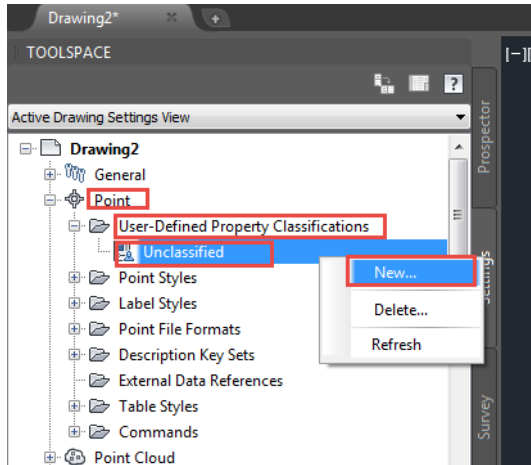 Drawing2*
TOOLSPACE
[-][
?
Active Drawing Settings View
Drawing2
General
Point
User-Defined Property Classifications
Unclassified
New...
Delete...
Refresh
Point Styles
Label Styles
Point File Formats
Description Key Sets
External Data References
Table Styles
Commands
Point Cloud
Prospector
Settings
Survey